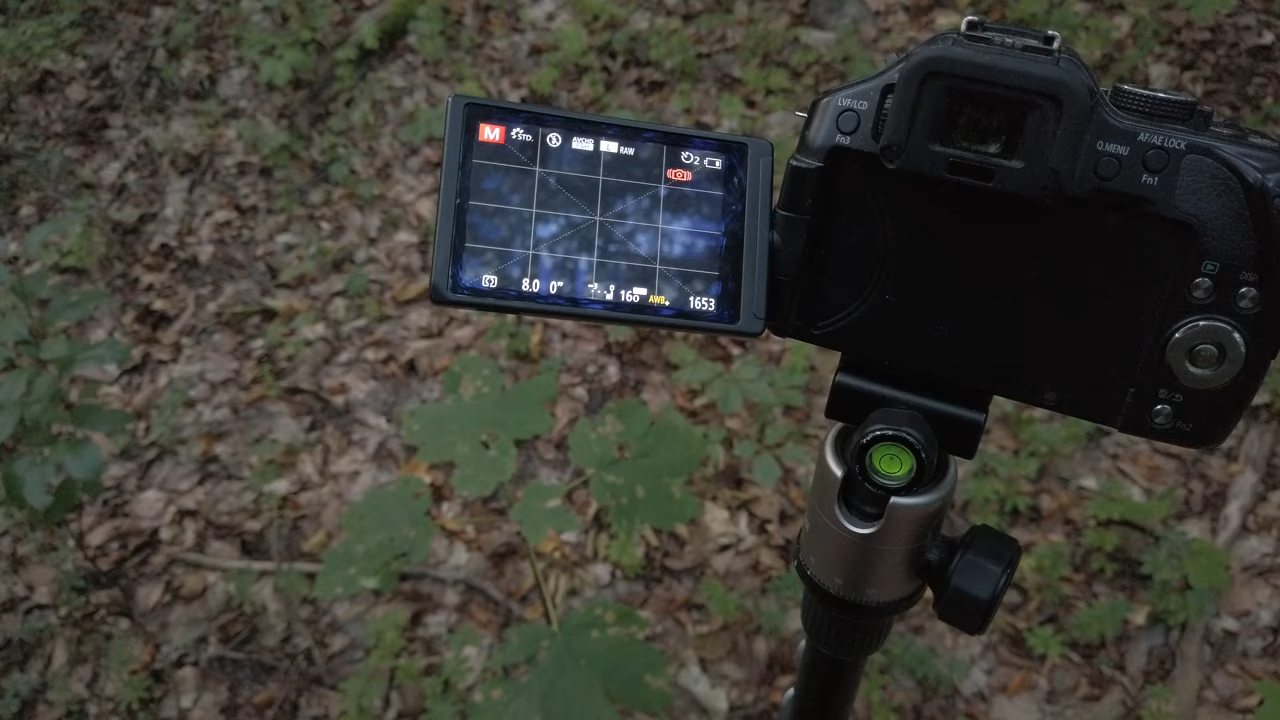 M STD. AVCHD L RAW 2
8.0 0" 160 AWB 1653
LVF/LCD
Fn3
Q.MENU
AF/AE LOCK
Fn1
DISP.
Fn2